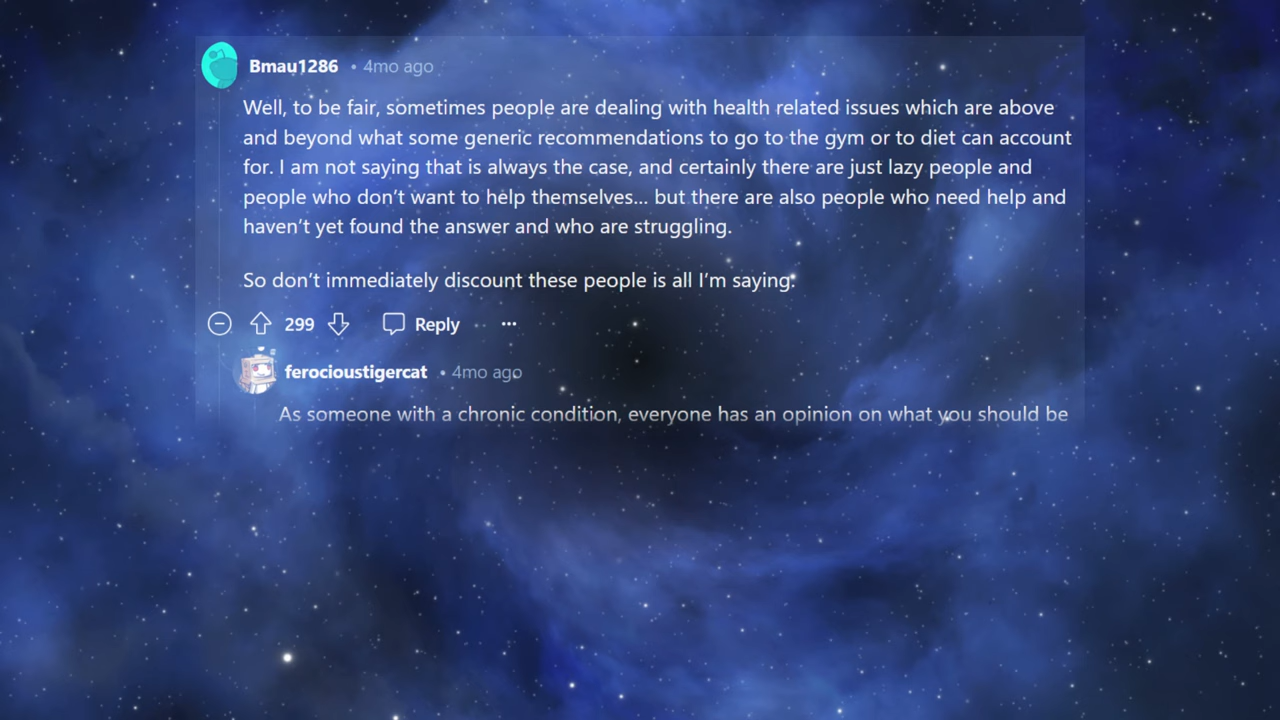 Bmau1286 • 4mo ago
Well, to be fair, sometimes people are dealing with health related issues which are above
and beyond what some generic recommendations to go to the gym or to diet can account
for. I am not saying that is always the case, and certainly there are just lazy people and
people who don’t want to help themselves... but there are also people who need help and
haven’t yet found the answer and who are struggling.
So don’t immediately discount these people is all I’m saying.
299 Reply ...
ferocioustigercat • 4mo ago
As someone with a chronic condition, everyone has an opinion on what you should be